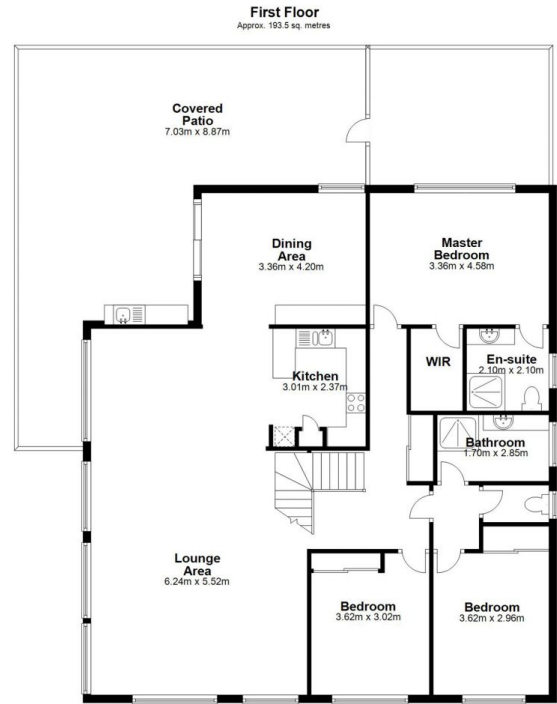 First Floor
Approx. 193.5 sq. metres
Covered
Patio
7.03m x 8.87m
Dining
Area
3.36m x 4.20m
Master
Bedroom
3.36m x 4.58m
Kitchen
3.01m x 2.37m
WIR
En-suite
2.10m x 2.10m
Bathroom
1.70m x 2.85m
Lounge
Area
6.24m x 5.52m
Bedroom
3.62m x 3.02m
Bedroom
3.62m x 2.96m